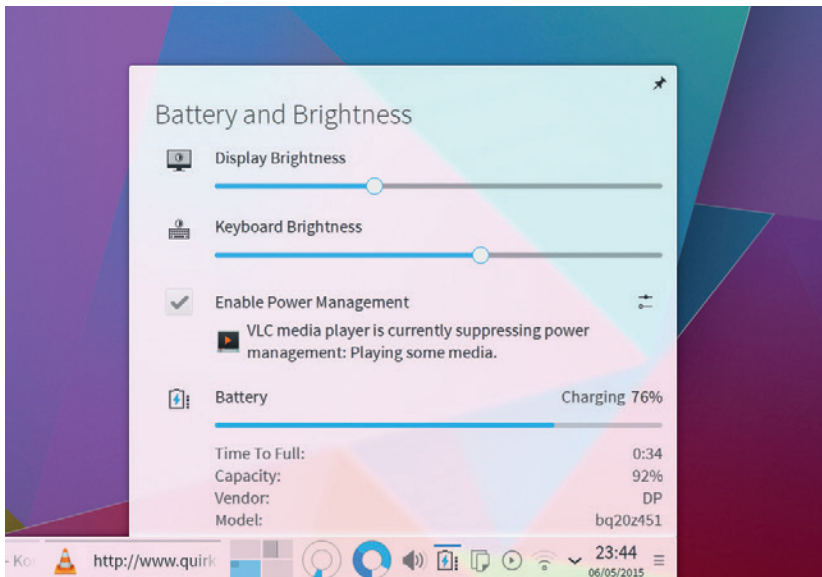 Battery and Brightness
Display Brightness
Keyboard Brightness
Enable Power Management
VLC media player is currently suppressing power
management: Playing some media.
Battery Charging 76%
Time To Full: 0:34
Capacity: 92%
Vendor: DP
Model: bq20z451
- Ko http://www.quirk 23:44
06/05/2015